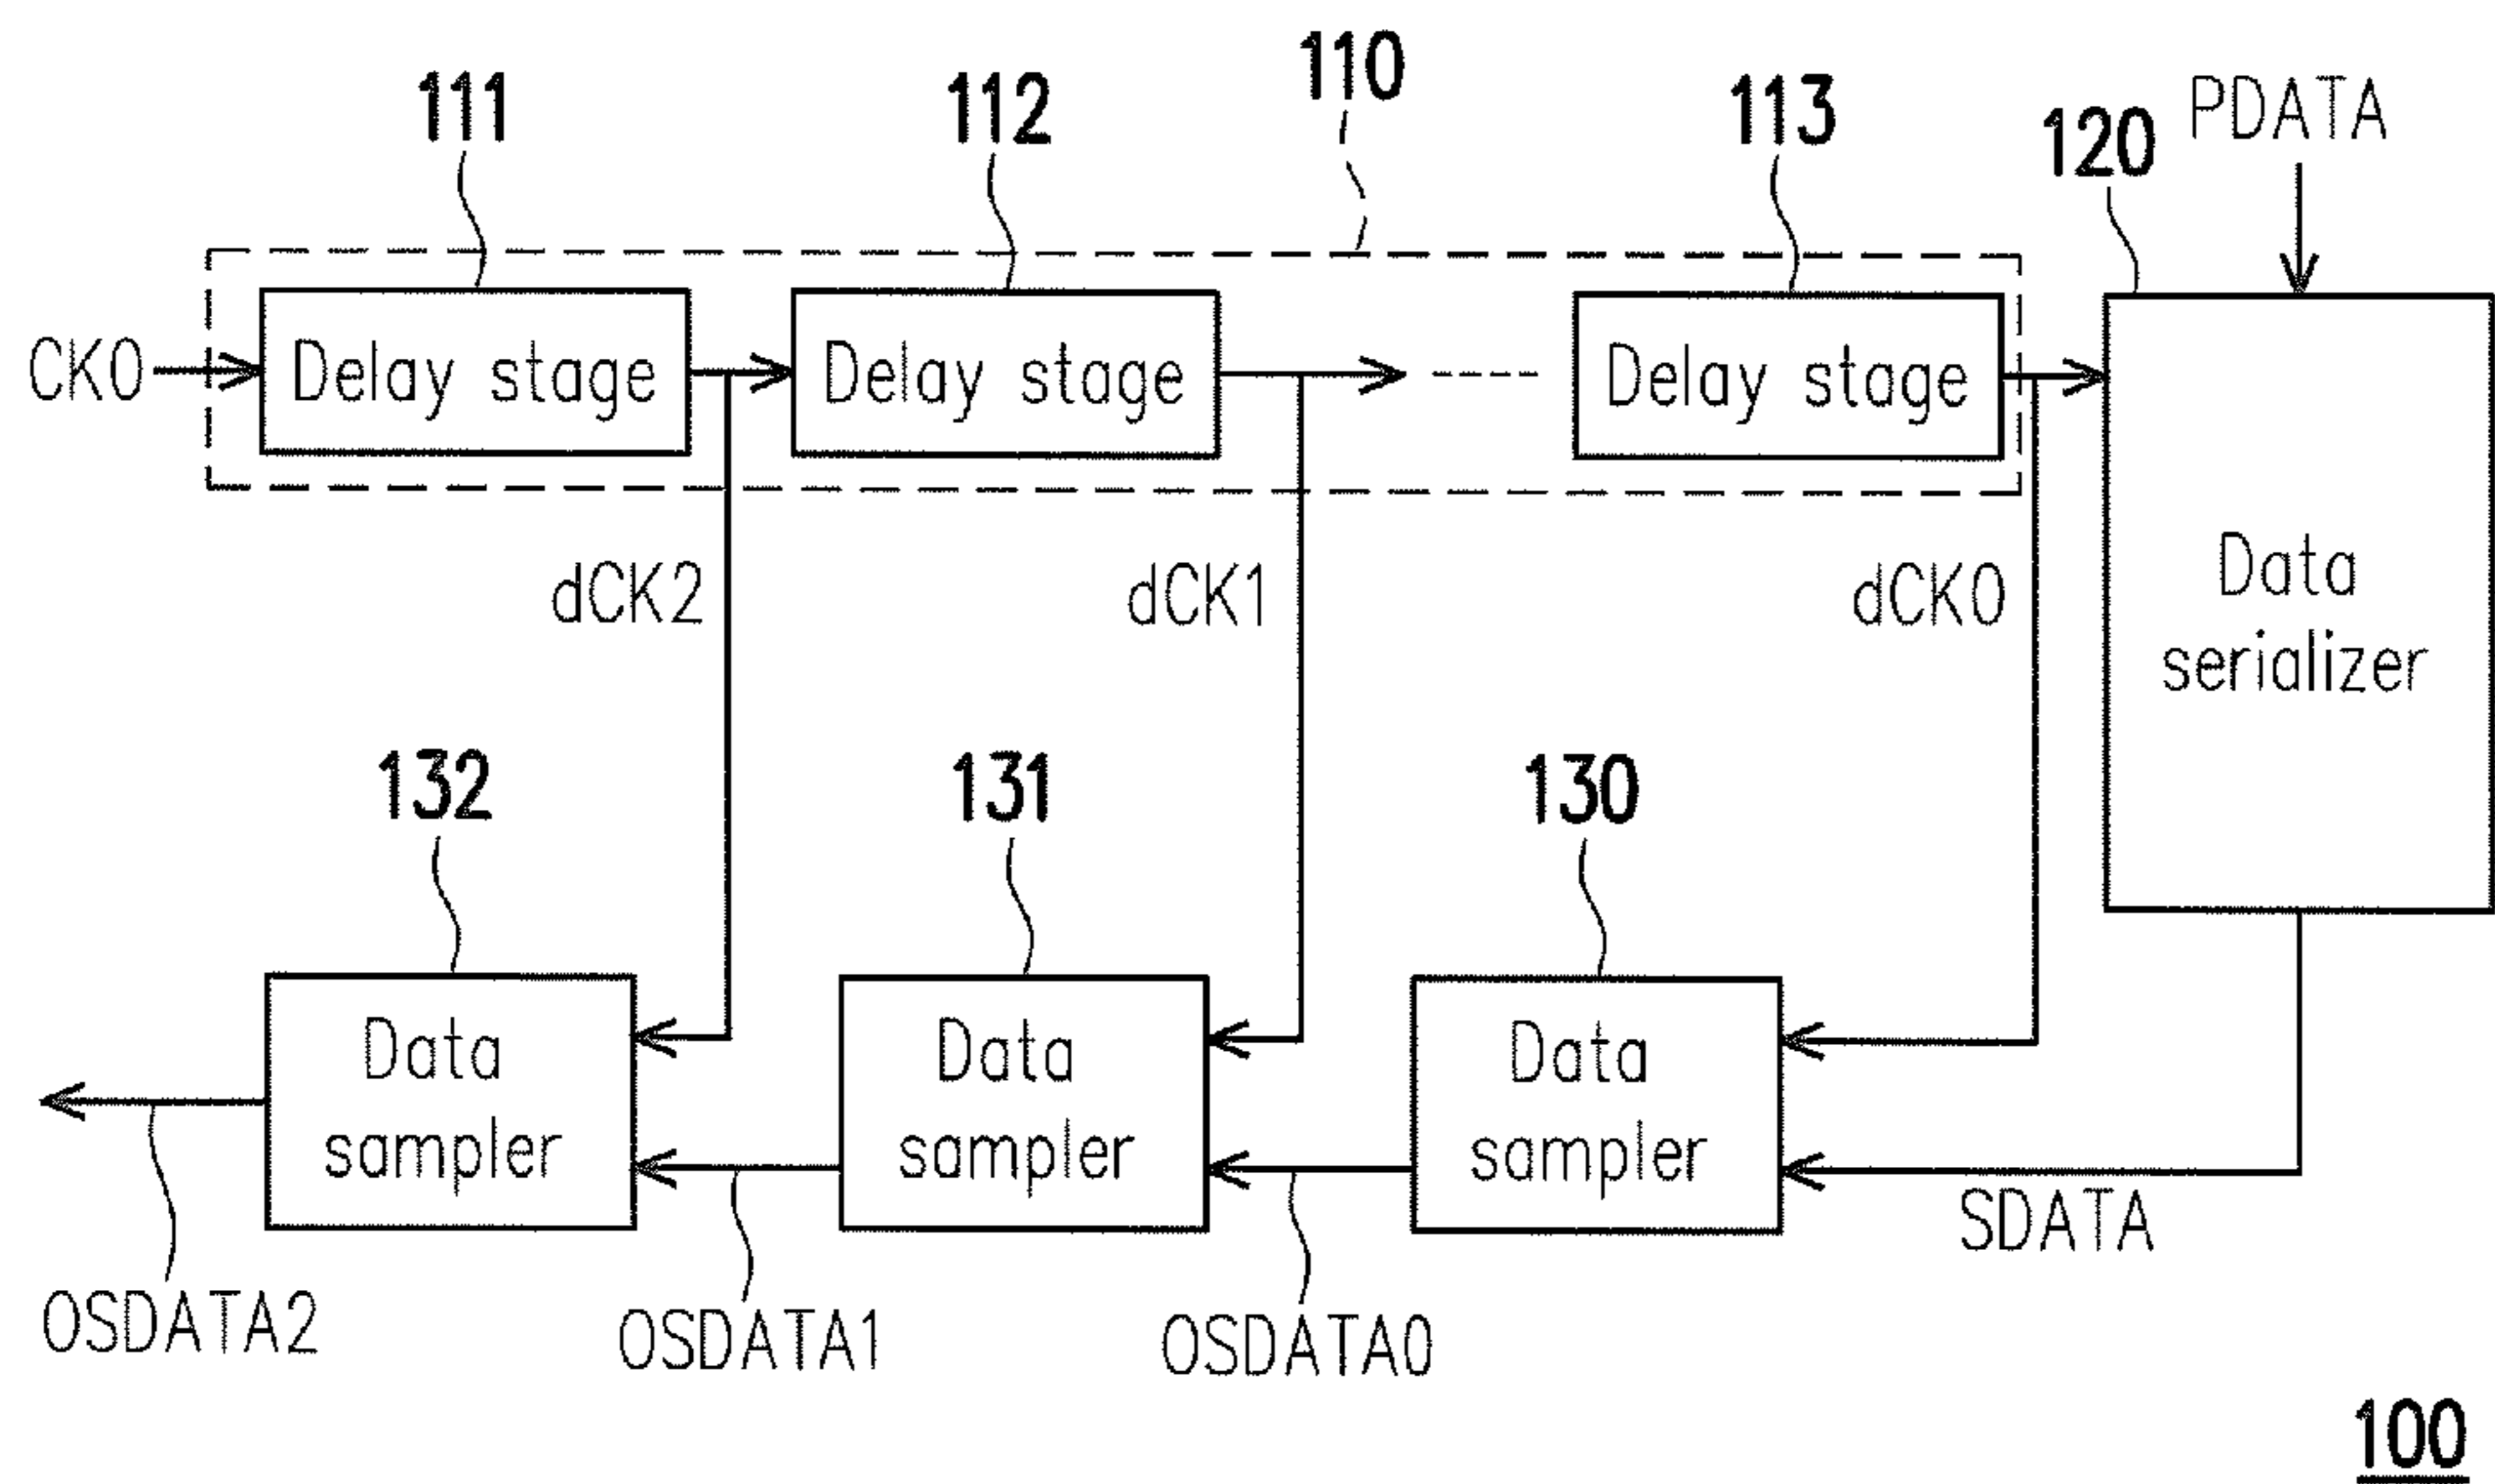 110
111
112
113
120
PDATA
CK0
Delay stage
Delay stage
Delay stage
dCK2
dCK1
dCK0
Data
serializer
132
131
130
Data
sampler
Data
sampler
Data
sampler
SDATA
OSDATA2
OSDATA1
OSDATA0
100